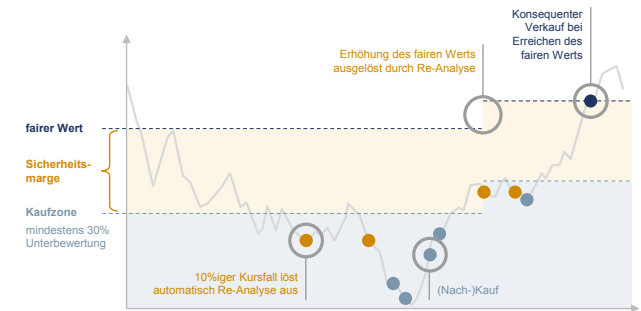 Konsequenter
Verkauf bei
Erreichen des
fairen Werts
Erhöhung des fairen Werts
ausgelöst durch Re-Analyse
fairer Wert
Sicherheits-
marge
Kaufzone
mindestens 30%
Unterbewertung
10%iger Kursfall löst
automatisch Re-Analyse aus
(Nach-)Kauf